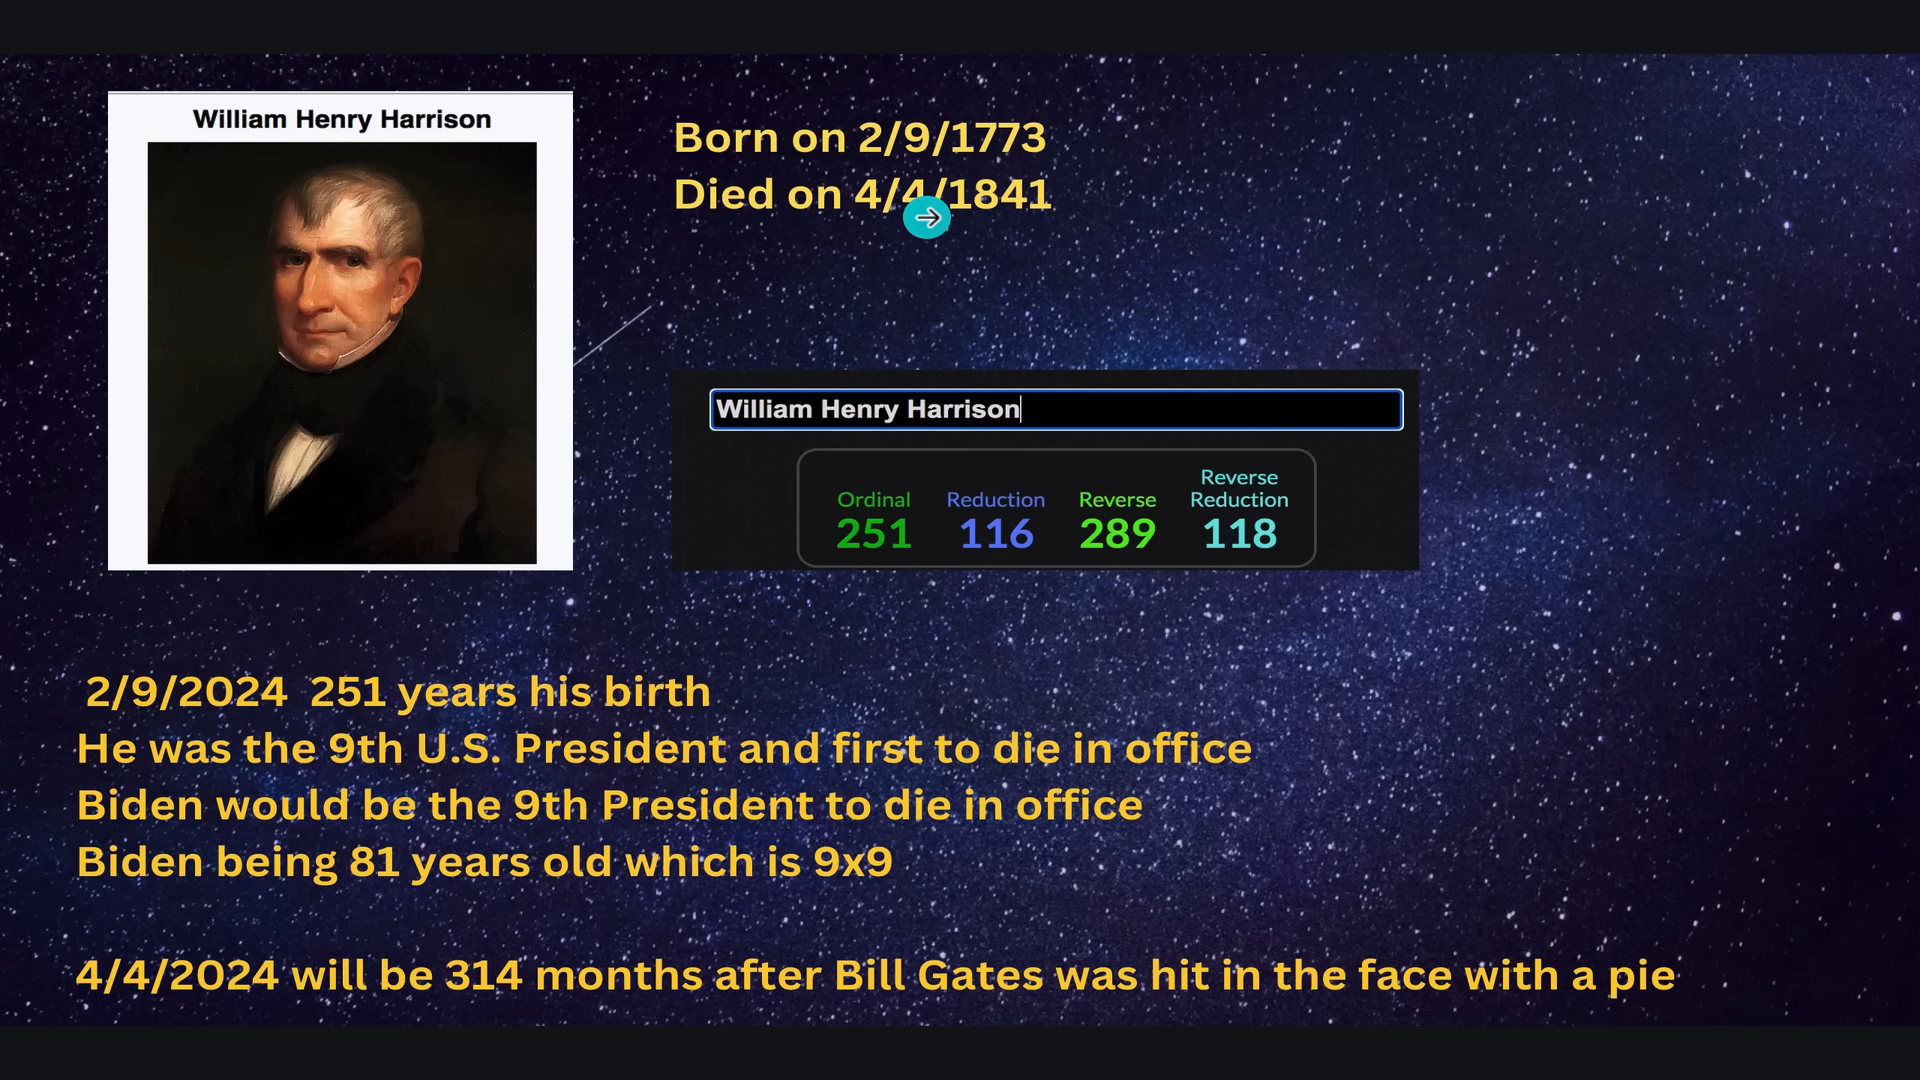 William Henry Harrison
Born on 2/9/1773
Died on 4/4/1841
William Henry Harrison
Ordinal Reduction Reverse Reverse Reduction
251 116 289 118
2/9/2024 251 years his birth
He was the 9th U.S. President and first to die in office
Biden would be the 9th President to die in office
Biden being 81 years old which is 9x9
4/4/2024 will be 314 months after Bill Gates was hit in the face with a pie